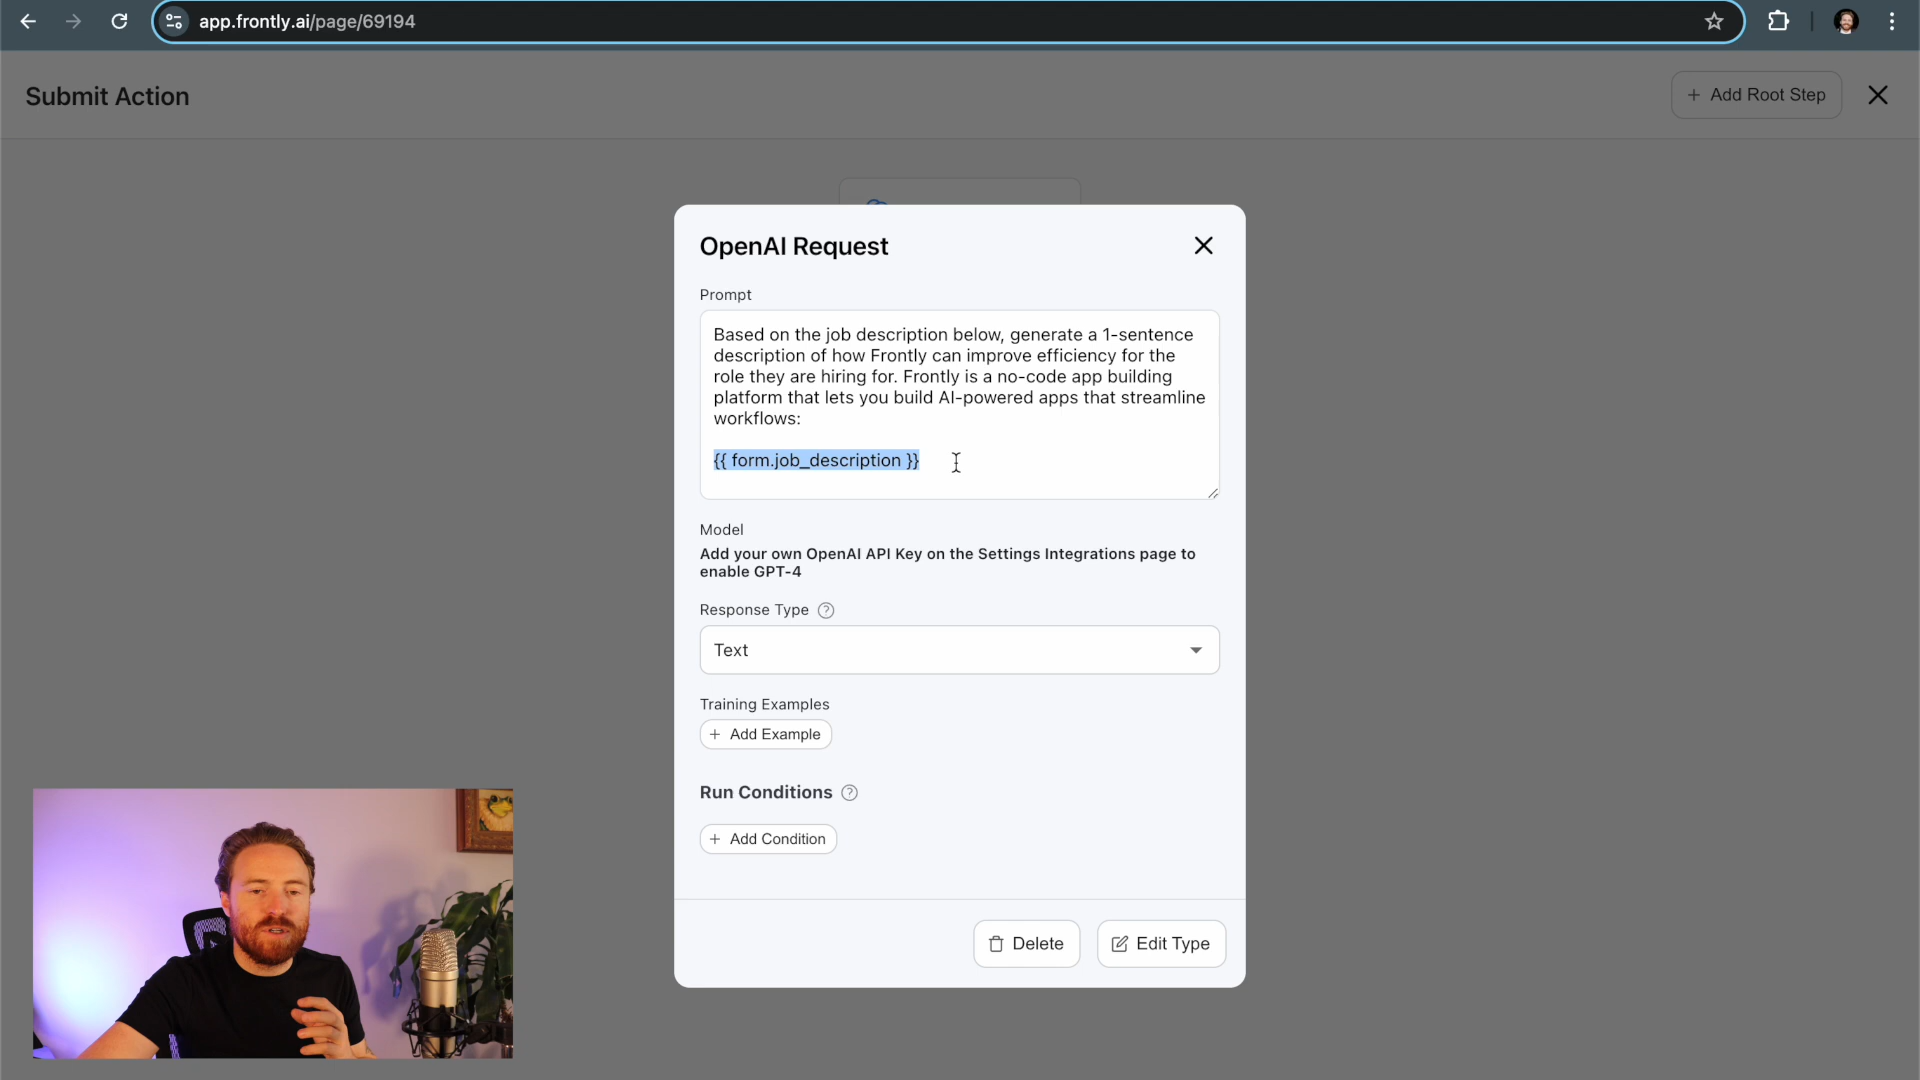 app.frontly.ai/page/69194
Submit Action
+ Add Root Step
OpenAI Request
Prompt
Based on the job description below, generate a 1-sentence
description of how Frontly can improve efficiency for the
role they are hiring for. Frontly is a no-code app building
platform that lets you build AI-powered apps that streamline
workflows:
{{ form.job_description }}
Model
Add your own OpenAI API Key on the Settings Integrations page to
enable GPT-4
Response Type ?
Text
Training Examples
+ Add Example
Run Conditions ?
+ Add Condition
Delete
Edit Type